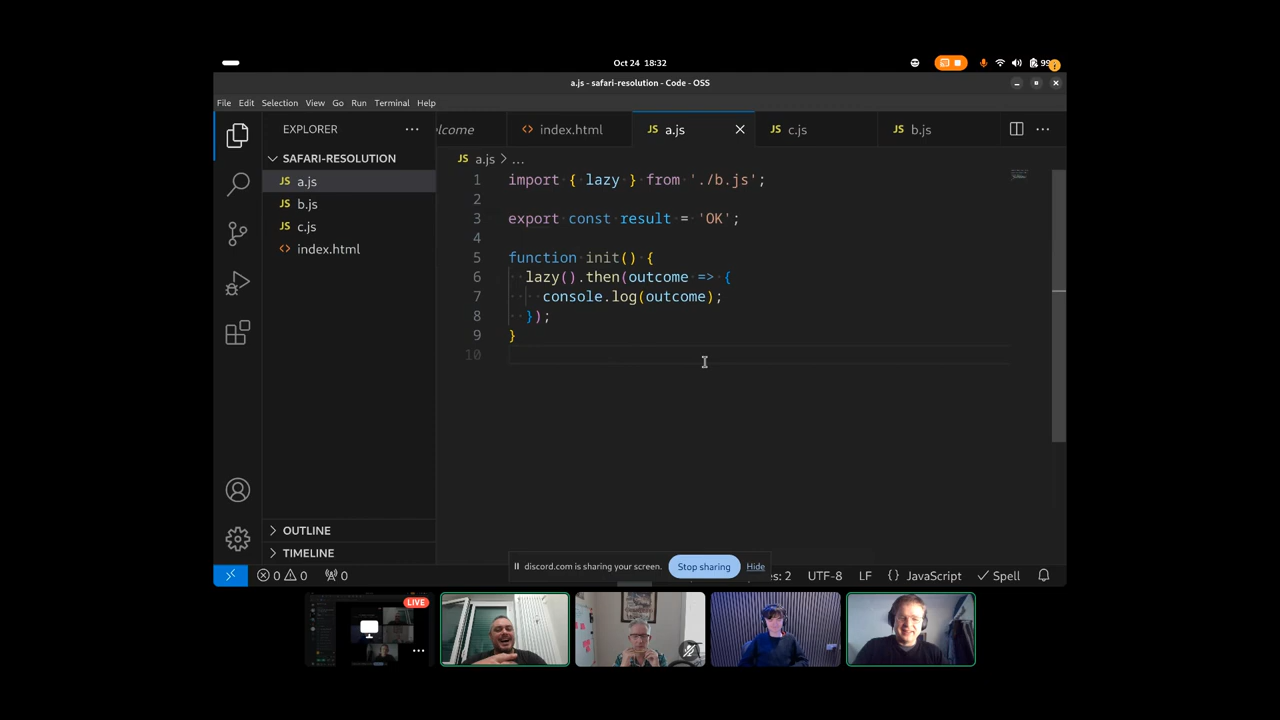 Oct 24 18:32
a.js - safari-resolution - Code - OSS
File Edit Selection View Go Run Terminal Help
EXPLORER
SAFARI-RESOLUTION
JS a.js
JS b.js
JS c.js
index.html
OUTLINE
TIMELINE
elcome
index.html
JS a.js
JS c.js
JS b.js
JS a.js > ...
1 import { lazy } from './b.js';
2
3 export const result = 'OK';
4
5 function init() {
6 lazy().then(outcome => {
7 console.log(outcome);
8 });
9 }
10
discord.com is sharing your screen. Stop sharing Hide
0 0 0 es: 2 UTF-8 LF { } JavaScript Spell
LIVE